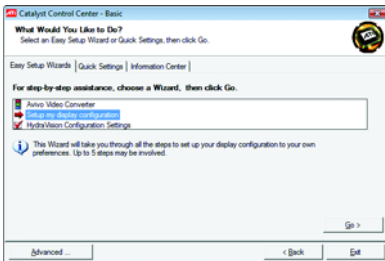 ATI Catalyst Control Center - Basic
What Would You Like to Do?
Select an Easy Setup Wizard or Quick Settings, then click Go.
ATI
Easy Setup Wizards Quick Settings Information Center
For step-by-step assistance, choose a Wizard, then click Go.
Avivo Video Converter
Setup my display configuration
HydraVision Configuration Settings
This Wizard will take you through all the steps to set up your display configuration to your own
preferences. Up to 5 steps may be involved.
Go >
Advanced ... < Back Exit